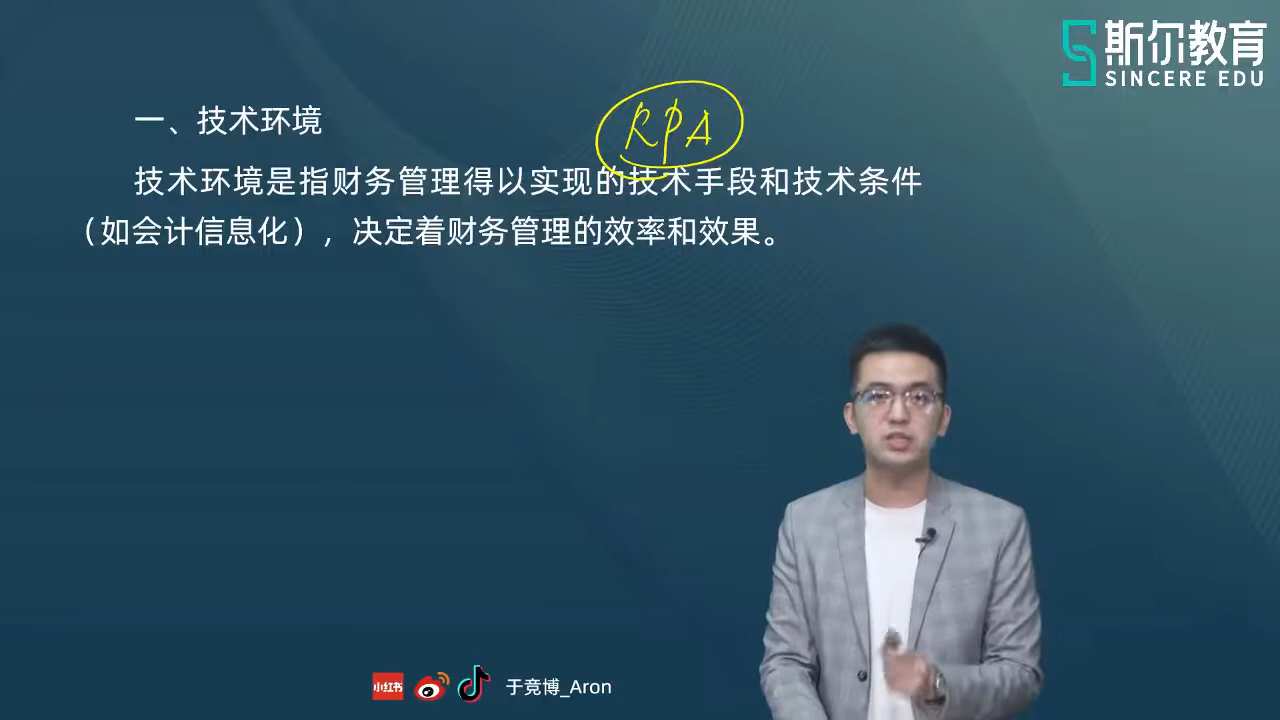 斯尔教育
SINCERE EDU
一、技术环境
RPA
技术环境是指财务管理得以实现的技术手段和技术条件
（如会计信息化），决定着财务管理的效率和效果。
小红书
于竞博_Aron